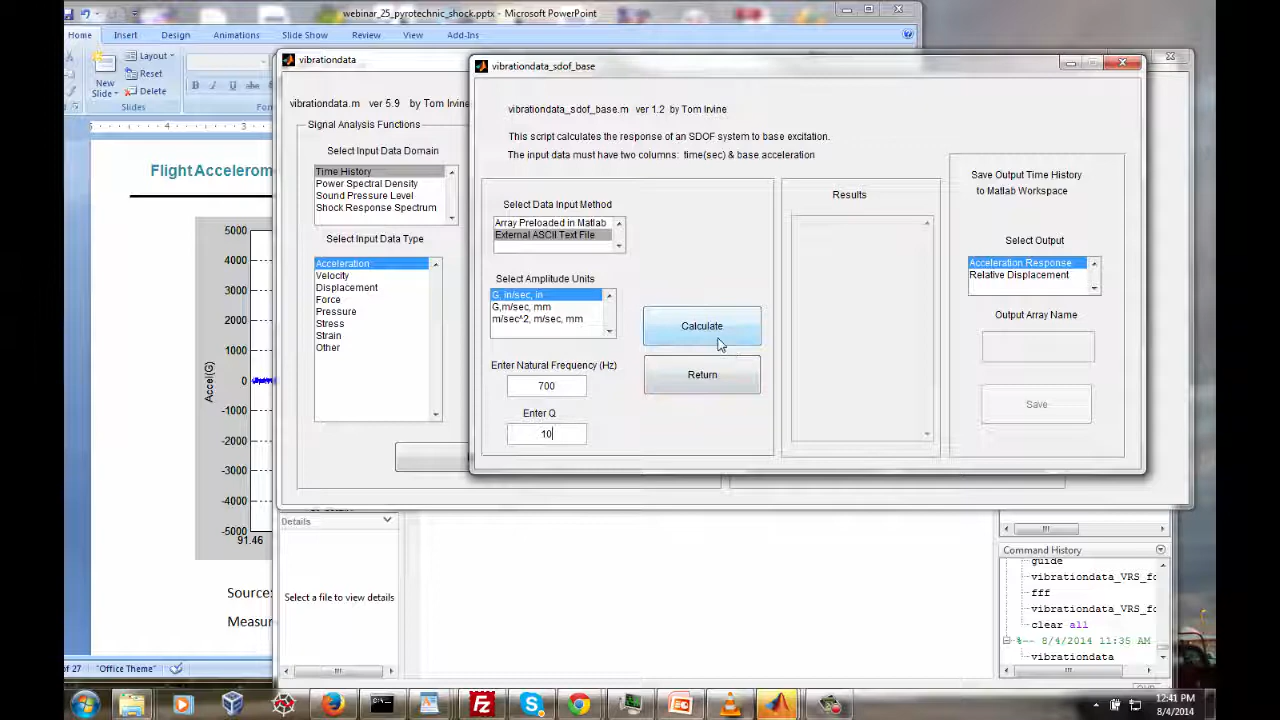 webinar_25_pyrotechnic_shock.pptx - Microsoft PowerPoint
Home Insert Design Animations Slide Show Review View Add-Ins
New
Slide
Layout
Reset
Delete
Slides
vibrationdata
vibrationdata.m ver 5.9 by Tom Irvine
Signal Analysis Functions
Select Input Data Domain
Time History
Power Spectral Density
Sound Pressure Level
Shock Response Spectrum
Select Input Data Type
Acceleration
Velocity
Displacement
Force
Pressure
Stress
Strain
Other
vibrationdata_sdof_base
vibrationdata_sdof_base.m ver 1.2 by Tom Irvine
This script calculates the response of an SDOF system to base excitation.
The input data must have two columns: time(sec) & base acceleration
Select Data Input Method
Array Preloaded in Matlab
External ASCII Text File
Select Amplitude Units
G, in/sec, in
G,m/sec, mm
m/sec^2, m/sec, mm
Enter Natural Frequency (Hz)
700
Enter Q
10
Calculate
Return
Results
Save Output Time History
to Matlab Workspace
Select Output
Acceleration Response
Relative Displacement
Output Array Name
Save
Flight Accelerom
Accel(G)
5000
4000
3000
2000
1000
0
-1000
-2000
-3000
-4000
-5000
91.46
Source:
Measur
Details
Select a file to view details
Command History
guide
vibrationdata_VRS_fo
fff
vibrationdata_VRS_fo
clear all
%-- 8/4/2014 11:35 AM
vibrationdata
of 27 "Office Theme"
12:41 PM
8/4/2014